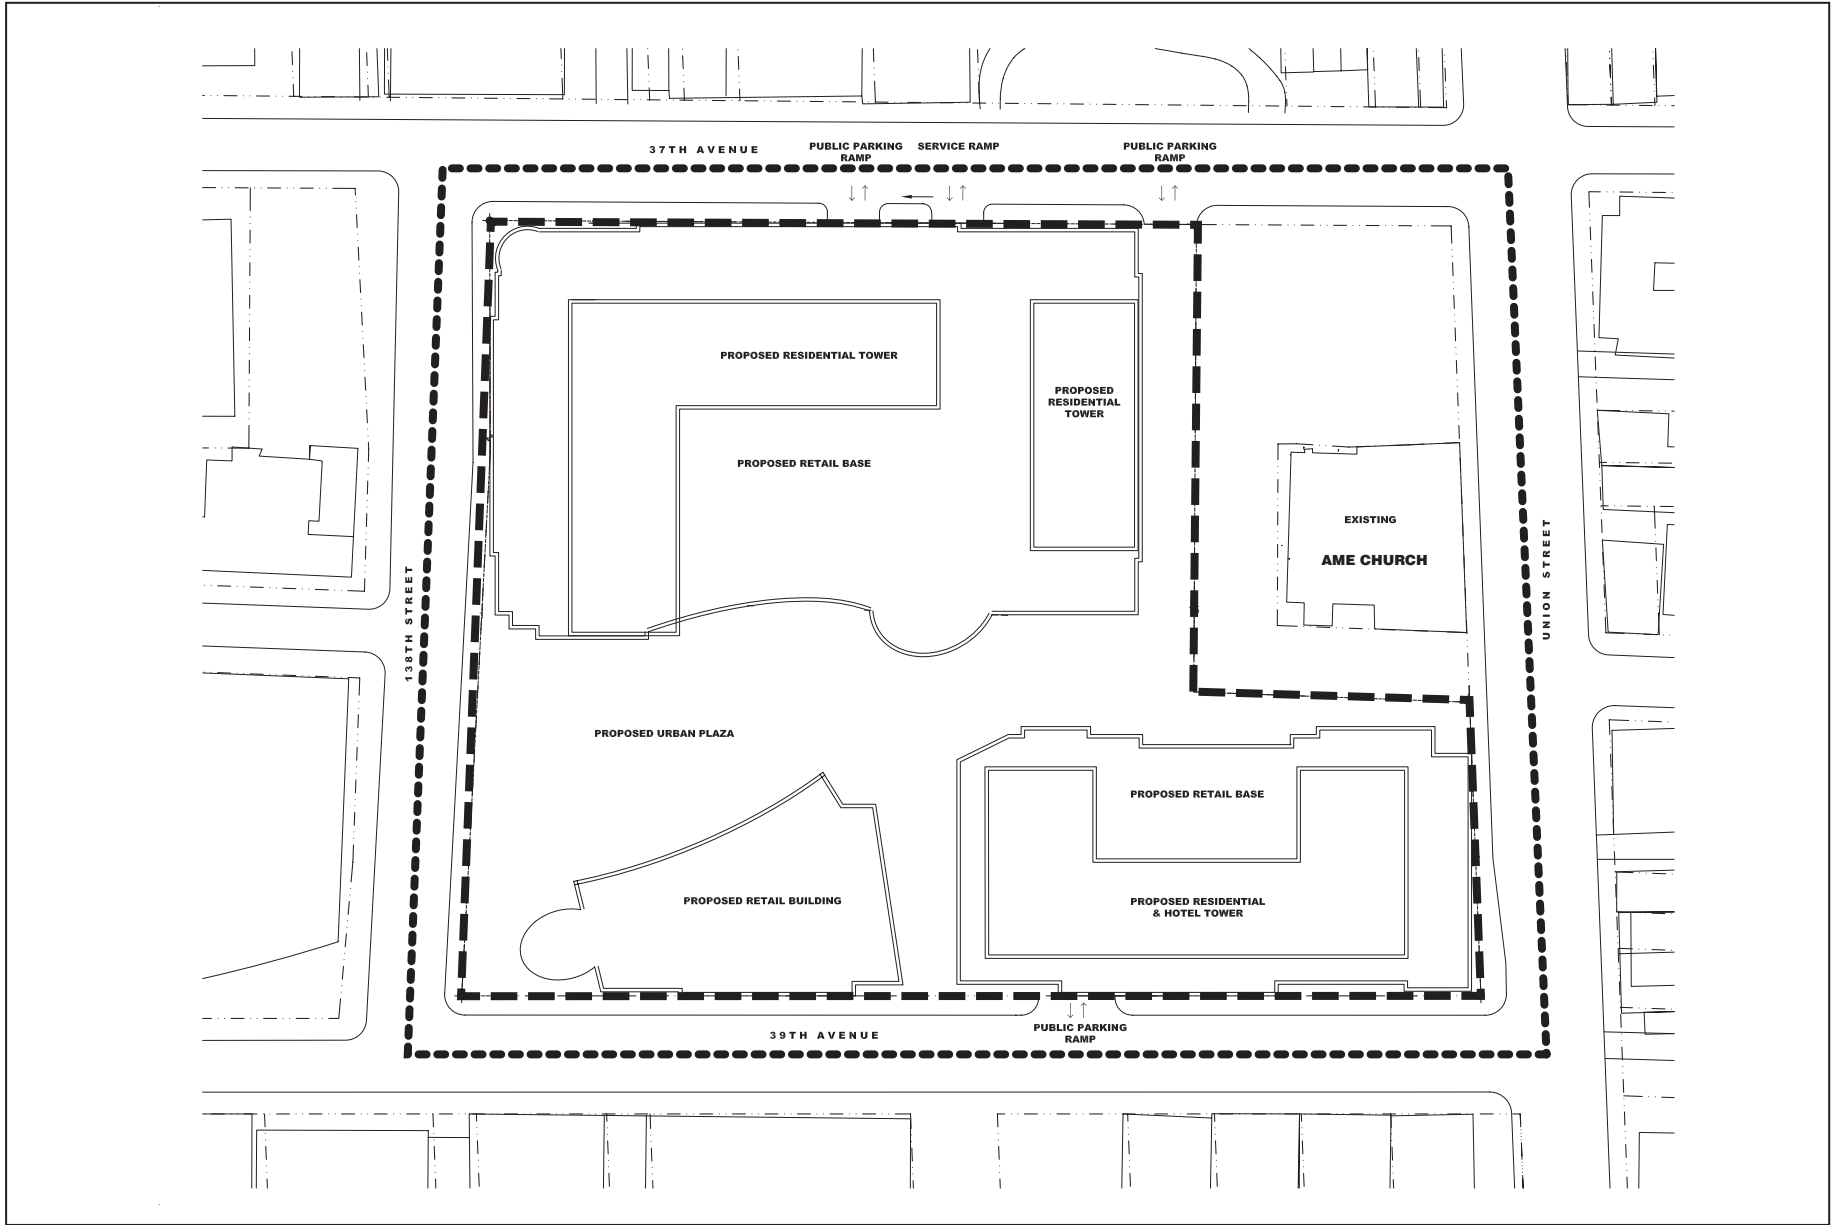 37TH AVENUE
PUBLIC PARKING
RAMP
SERVICE RAMP
PUBLIC PARKING
RAMP
PROPOSED RESIDENTIAL TOWER
PROPOSED
RESIDENTIAL
TOWER
PROPOSED RETAIL BASE
EXISTING
AME CHURCH
138TH STREET
UNION STREET
PROPOSED URBAN PLAZA
PROPOSED RETAIL BASE
PROPOSED RETAIL BUILDING
PROPOSED RESIDENTIAL
& HOTEL TOWER
39TH AVENUE
PUBLIC PARKING
RAMP